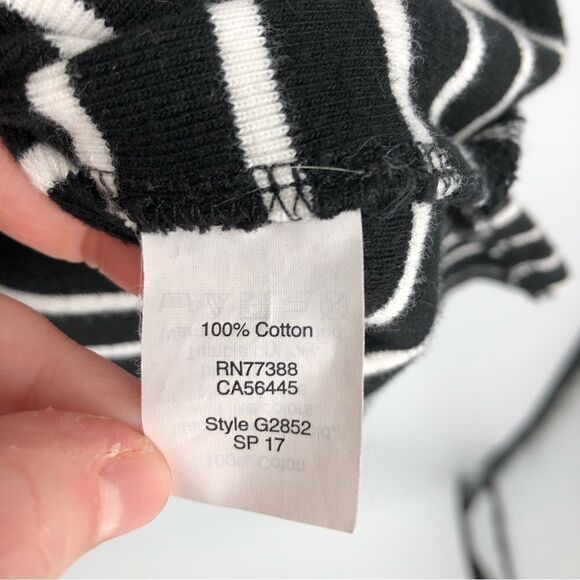 100% Cotton
RN77388
CA56445
Style G2852
SP 17